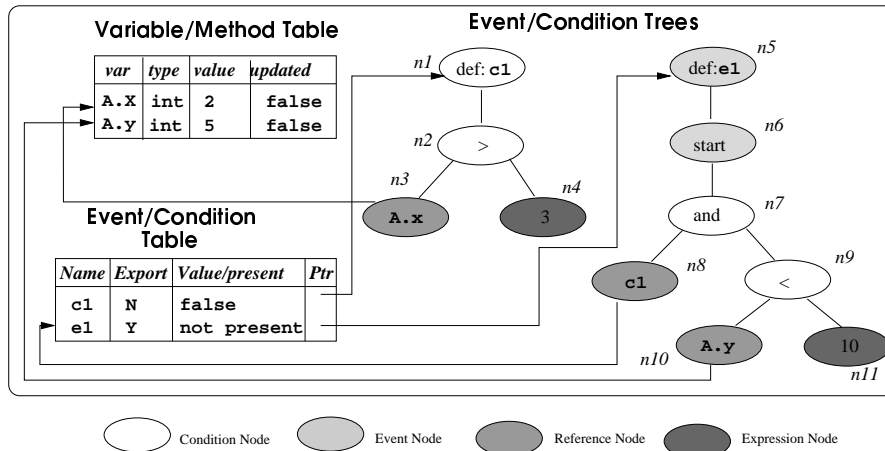 Variable/Method Table
var type value updated
A.X int 2 false
A.y int 5 false
Event/Condition
Table
Name Export Value/present Ptr
c1 N false
e1 Y not present
Event/Condition Trees
n1
def: c1
n2
>
n3
A.x
n4
3
n5
def:e1
n6
start
n7
and
n8
c1
n9
<
n10
A.y
n11
10
Condition Node
Event Node
Reference Node
Expression Node